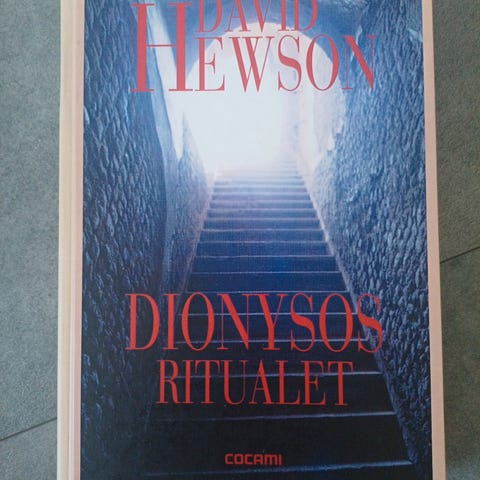 DAVID
HEWSON
DIONYSOS
RITUALET
COCAMI